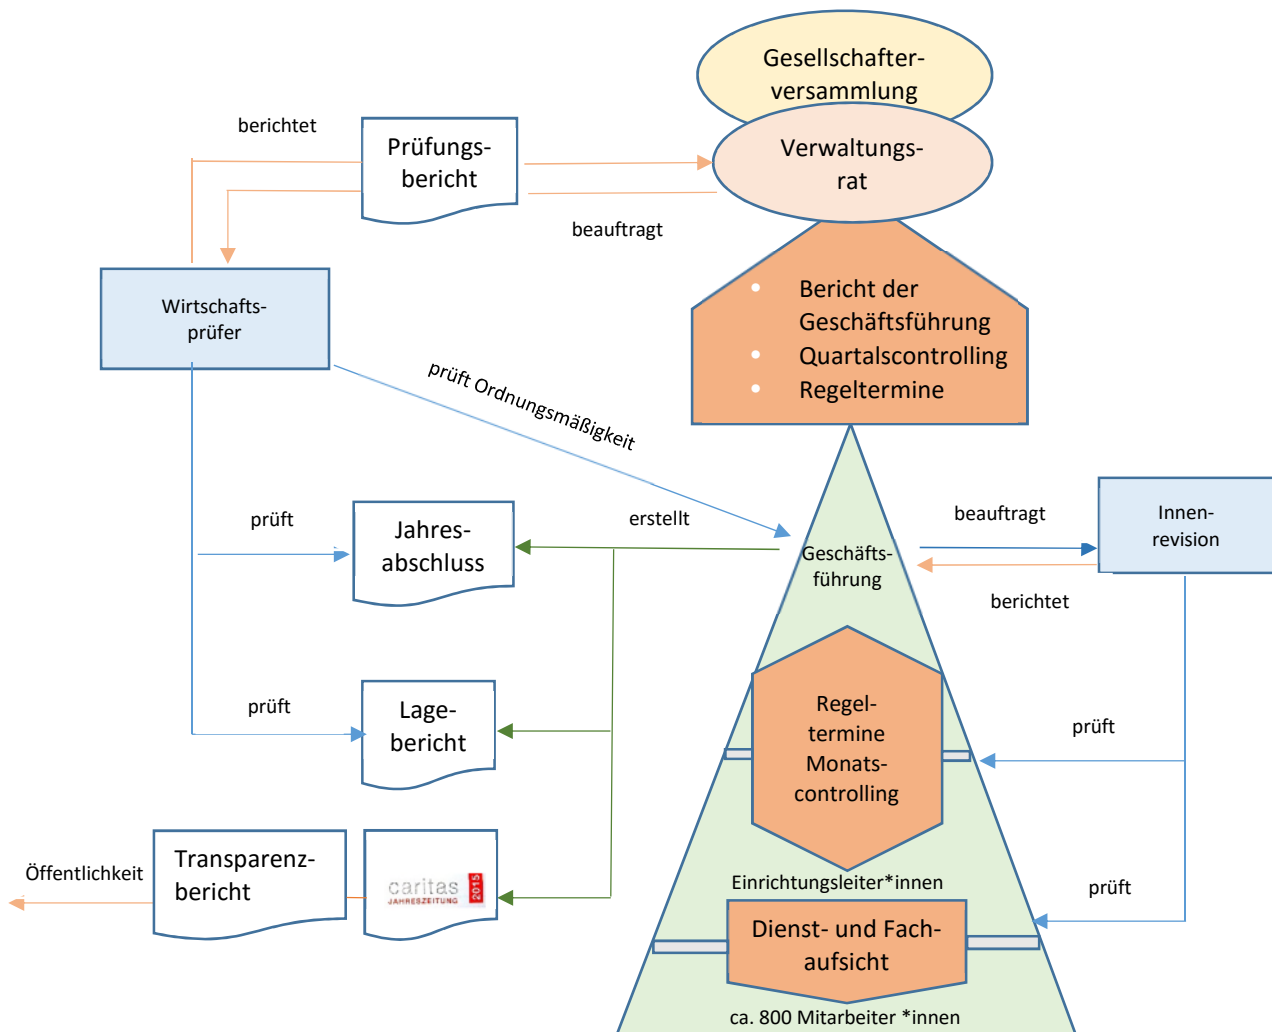 Gesellschafter-
versammlung
berichtet
Prüfungs-
bericht
Verwaltungs-
rat
beauftragt
Wirtschafts-
prüfer
• Bericht der
Geschäftsführung
• Quartalscontrolling
• Regeltermine
prüft Ordnungsmäßigkeit
prüft
Jahres-
abschluss
erstellt
Geschäfts-
führung
beauftragt
Innen-
revision
berichtet
prüft
Lage-
bericht
Regel-
termine
Monats-
controlling
prüft
Öffentlichkeit
Transparenz-
bericht
caritas
JAHRESZEITUNG
2015
Einrichtungsleiter*innen
prüft
Dienst- und Fach-
aufsicht
ca. 800 Mitarbeiter *innen